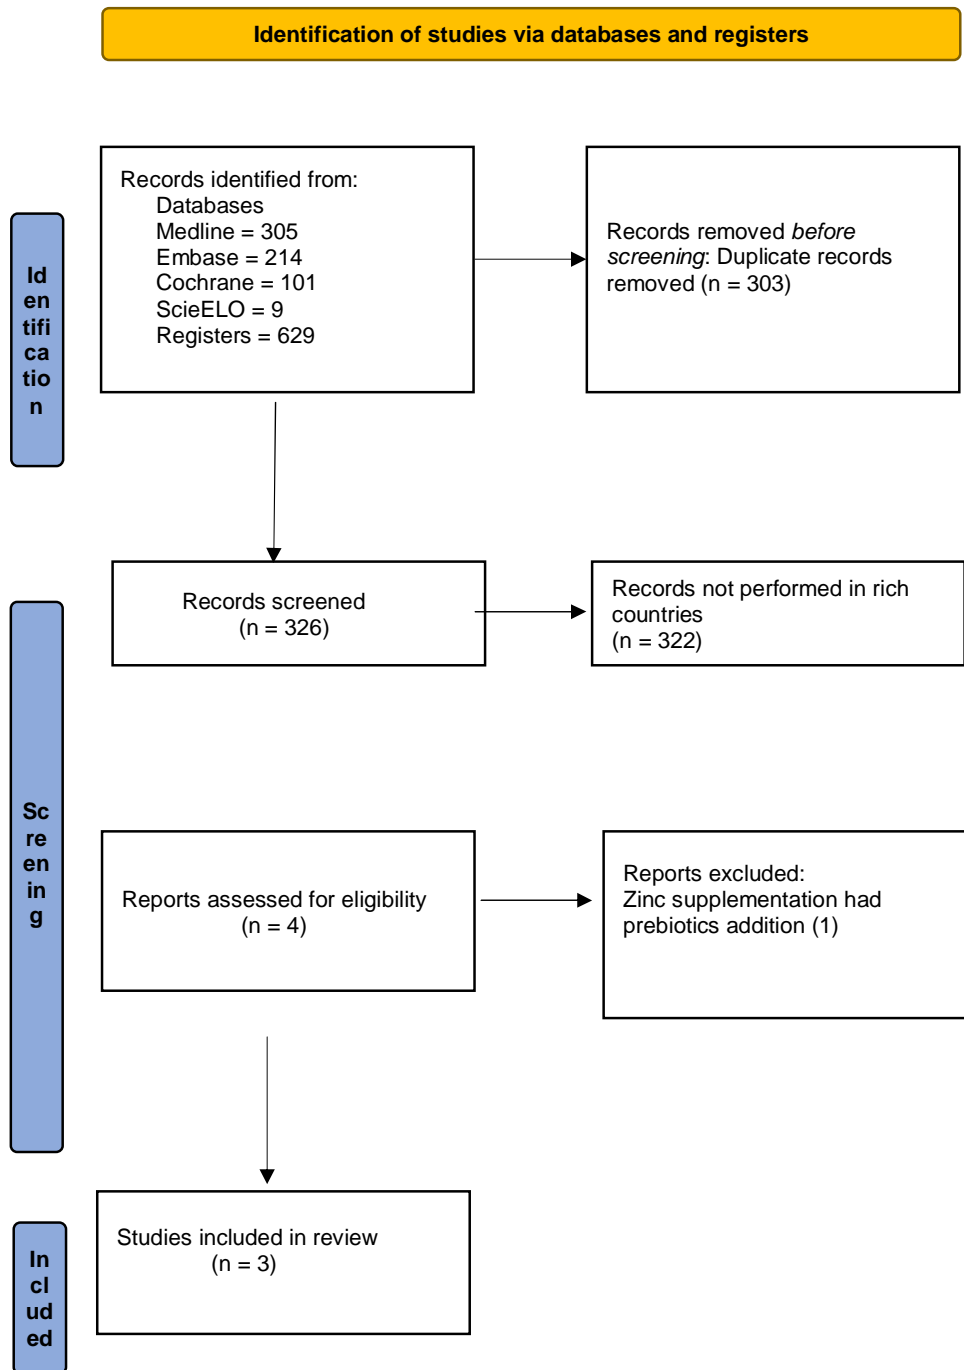 Identification of studies via databases and registers
Id
en
tifi
ca
tio
n
Records identified from:
Databases
Medline = 305
Embase = 214
Cochrane = 101
ScieELO = 9
Registers = 629
Records removed before
screening: Duplicate records
removed (n = 303)
Sc
re
en
in
g
Records screened
(n = 326)
Records not performed in rich
countries
(n = 322)
Reports assessed for eligibility
(n = 4)
Reports excluded:
Zinc supplementation had
prebiotics addition (1)
In
cl
ud
ed
Studies included in review
(n = 3)